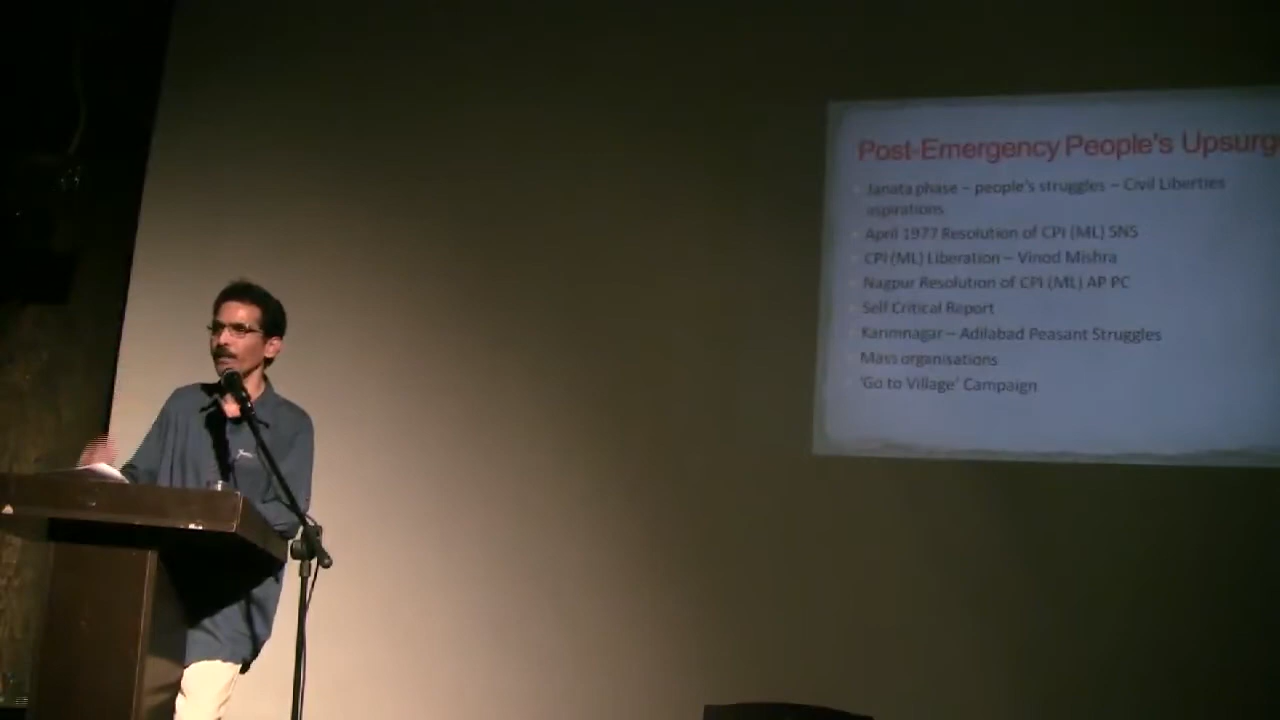 Post-Emergency People's Upsurg
Janata phase – people's struggles – Civil Liberties
aspirations
April 1977 Resolution of CPI (ML) SNS
CPI (ML) Liberation – Vinod Mishra
Nagpur Resolution of CPI (ML) AP PC
Self Critical Report
Karimnagar – Adilabad Peasant Struggles
Mass organisations
'Go to Village' Campaign